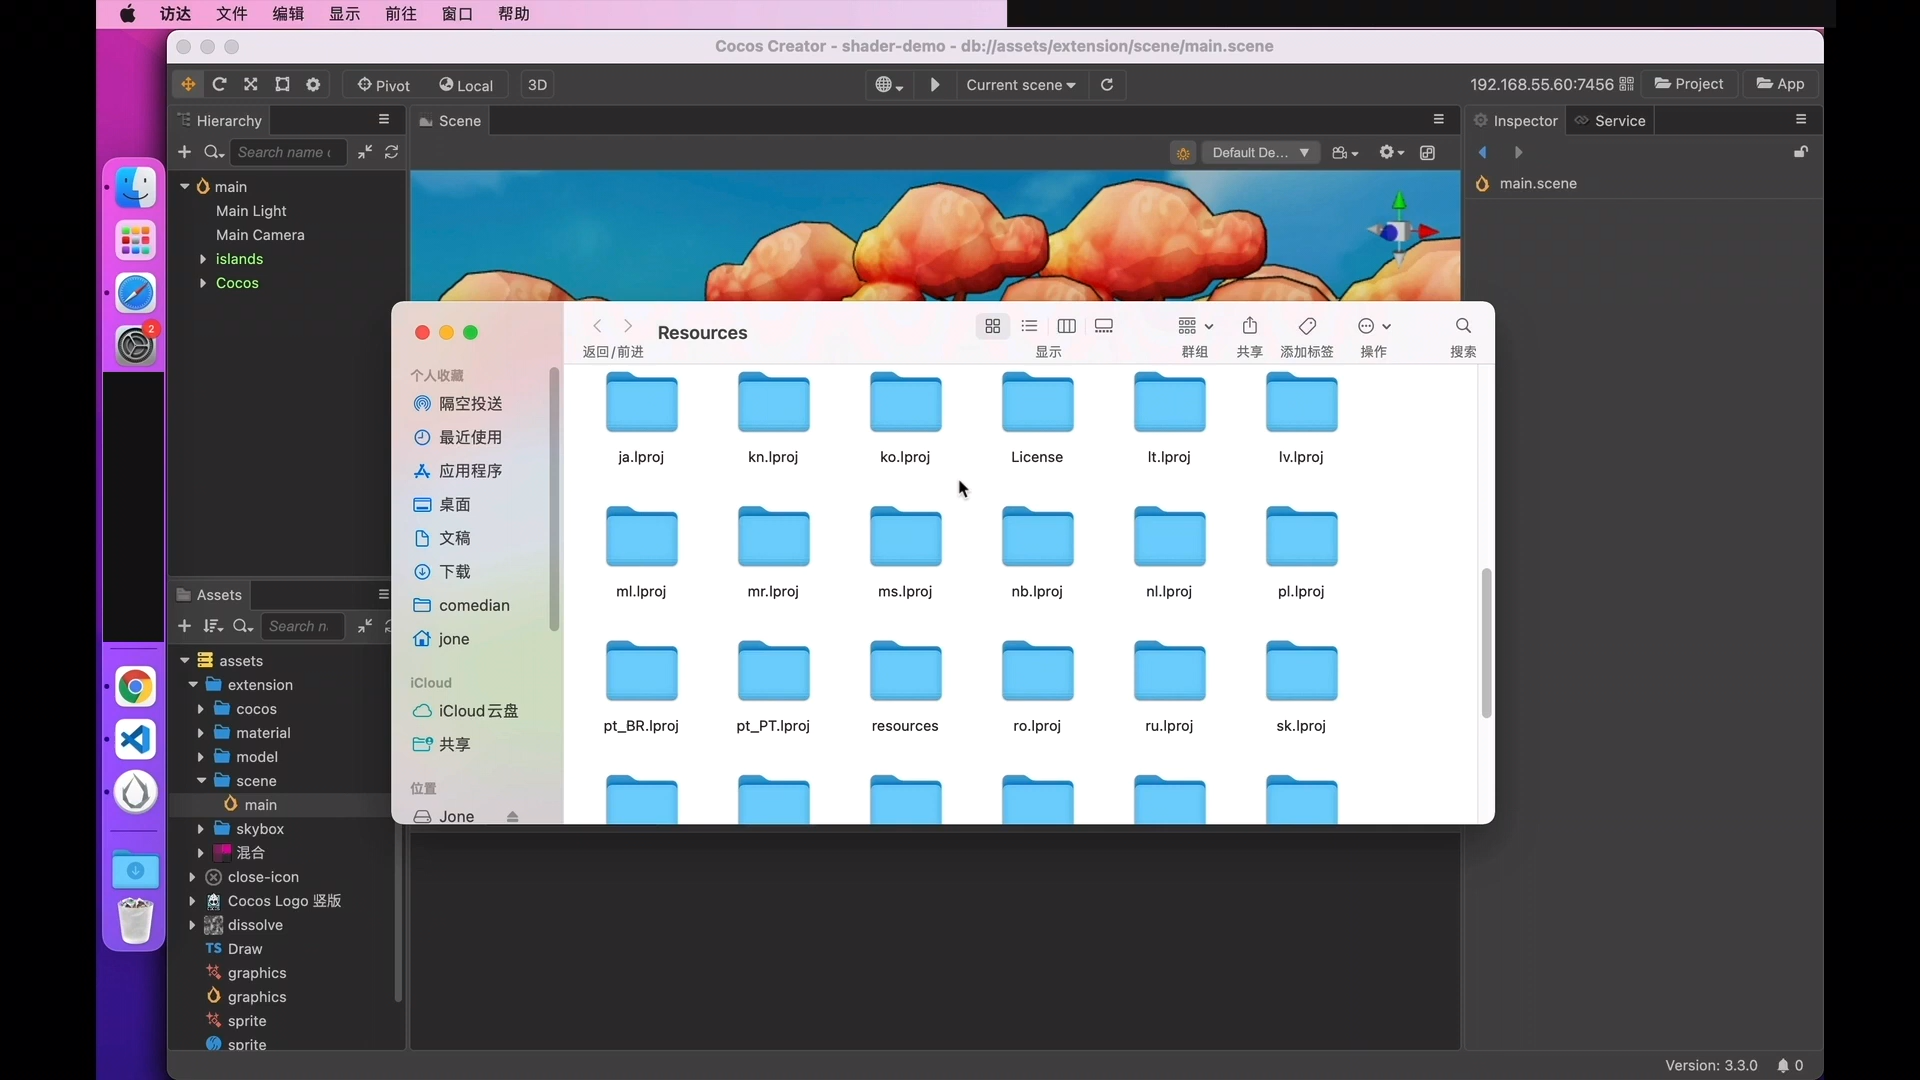 访达 文件 编辑 显示 前往 窗口 帮助
Cocos Creator - shader-demo - db://assets/extension/scene/main.scene
Pivot Local 3D Current scene 192.168.55.60:7456 Project App
Hierarchy Scene Inspector Service
Search name Default De...
main
main.scene
Main Light
Main Camera
islands
Cocos
2
Resources
返回/前进 显示 群组 共享 添加标签 操作 搜索
个人收藏
隔空投送
最近使用
应用程序
桌面
文稿
下载
comedian
jone
iCloud
iCloud云盘
共享
位置
Jone
ja.lproj kn.lproj ko.lproj License lt.lproj lv.lproj
ml.lproj mr.lproj ms.lproj nb.lproj nl.lproj pl.lproj
pt_BR.lproj pt_PT.lproj resources ro.lproj ru.lproj sk.lproj
Assets
Search n
assets
extension
cocos
material
model
scene
main
skybox
混合
close-icon
Cocos Logo 竖版
dissolve
TS Draw
graphics
graphics
sprite
sprite
Version: 3.3.0 0